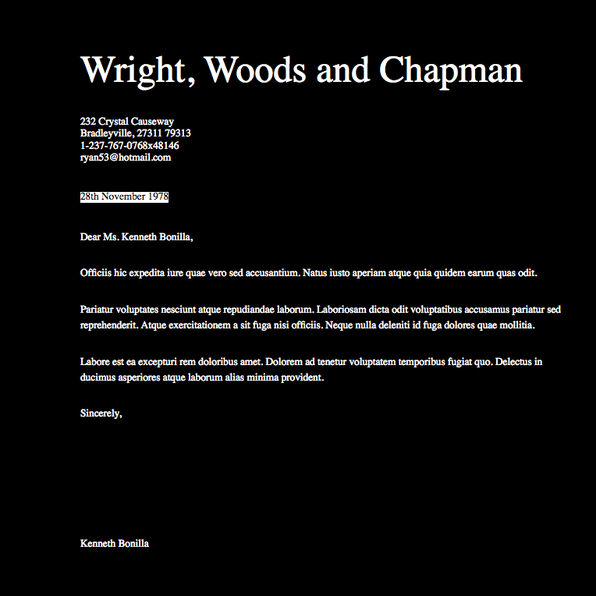 Wright, Woods and Chapman
232 Crystal Causeway
Bradleyville, 27311 79313
1-237-767-0768x48146
ryan53@hotmail.com
28th November 1978
Dear Ms. Kenneth Bonilla,
Officiis hic expedita iure quae vero sed accusantium. Natus iusto aperiam atque quia quidem earum quas odit.
Pariatur voluptates nesciunt atque repudiandae laborum. Laboriosam dicta odit voluptatibus accusamus pariatur sed
reprehenderit. Atque exercitationem a sit fuga nisi officiis. Neque nulla deleniti id fuga dolores quae mollitia.
Labore est ea excepturi rem doloribus amet. Dolorem ad tenetur voluptatem temporibus fugiat quo. Delectus in
ducimus asperiores atque laborum alias minima provident.
Sincerely,
Kenneth Bonilla